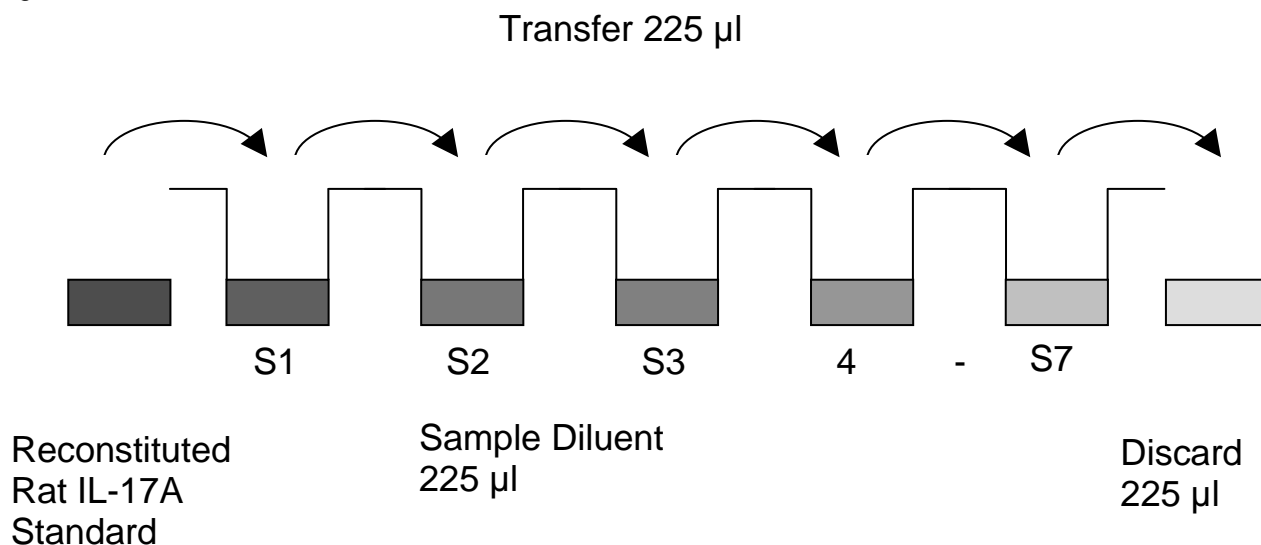 Transfer 225 µl
S1 S2 S3 4 - S7
Reconstituted
Rat IL-17A
Standard
Sample Diluent
225 µl
Discard
225 µl